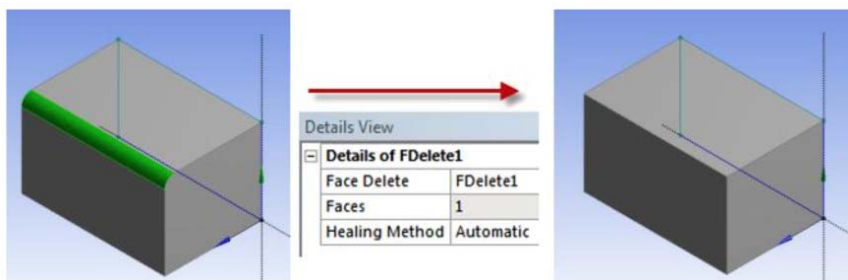 Details View
Details of FDelete1
Face Delete FDelete1
Faces 1
Healing Method Automatic